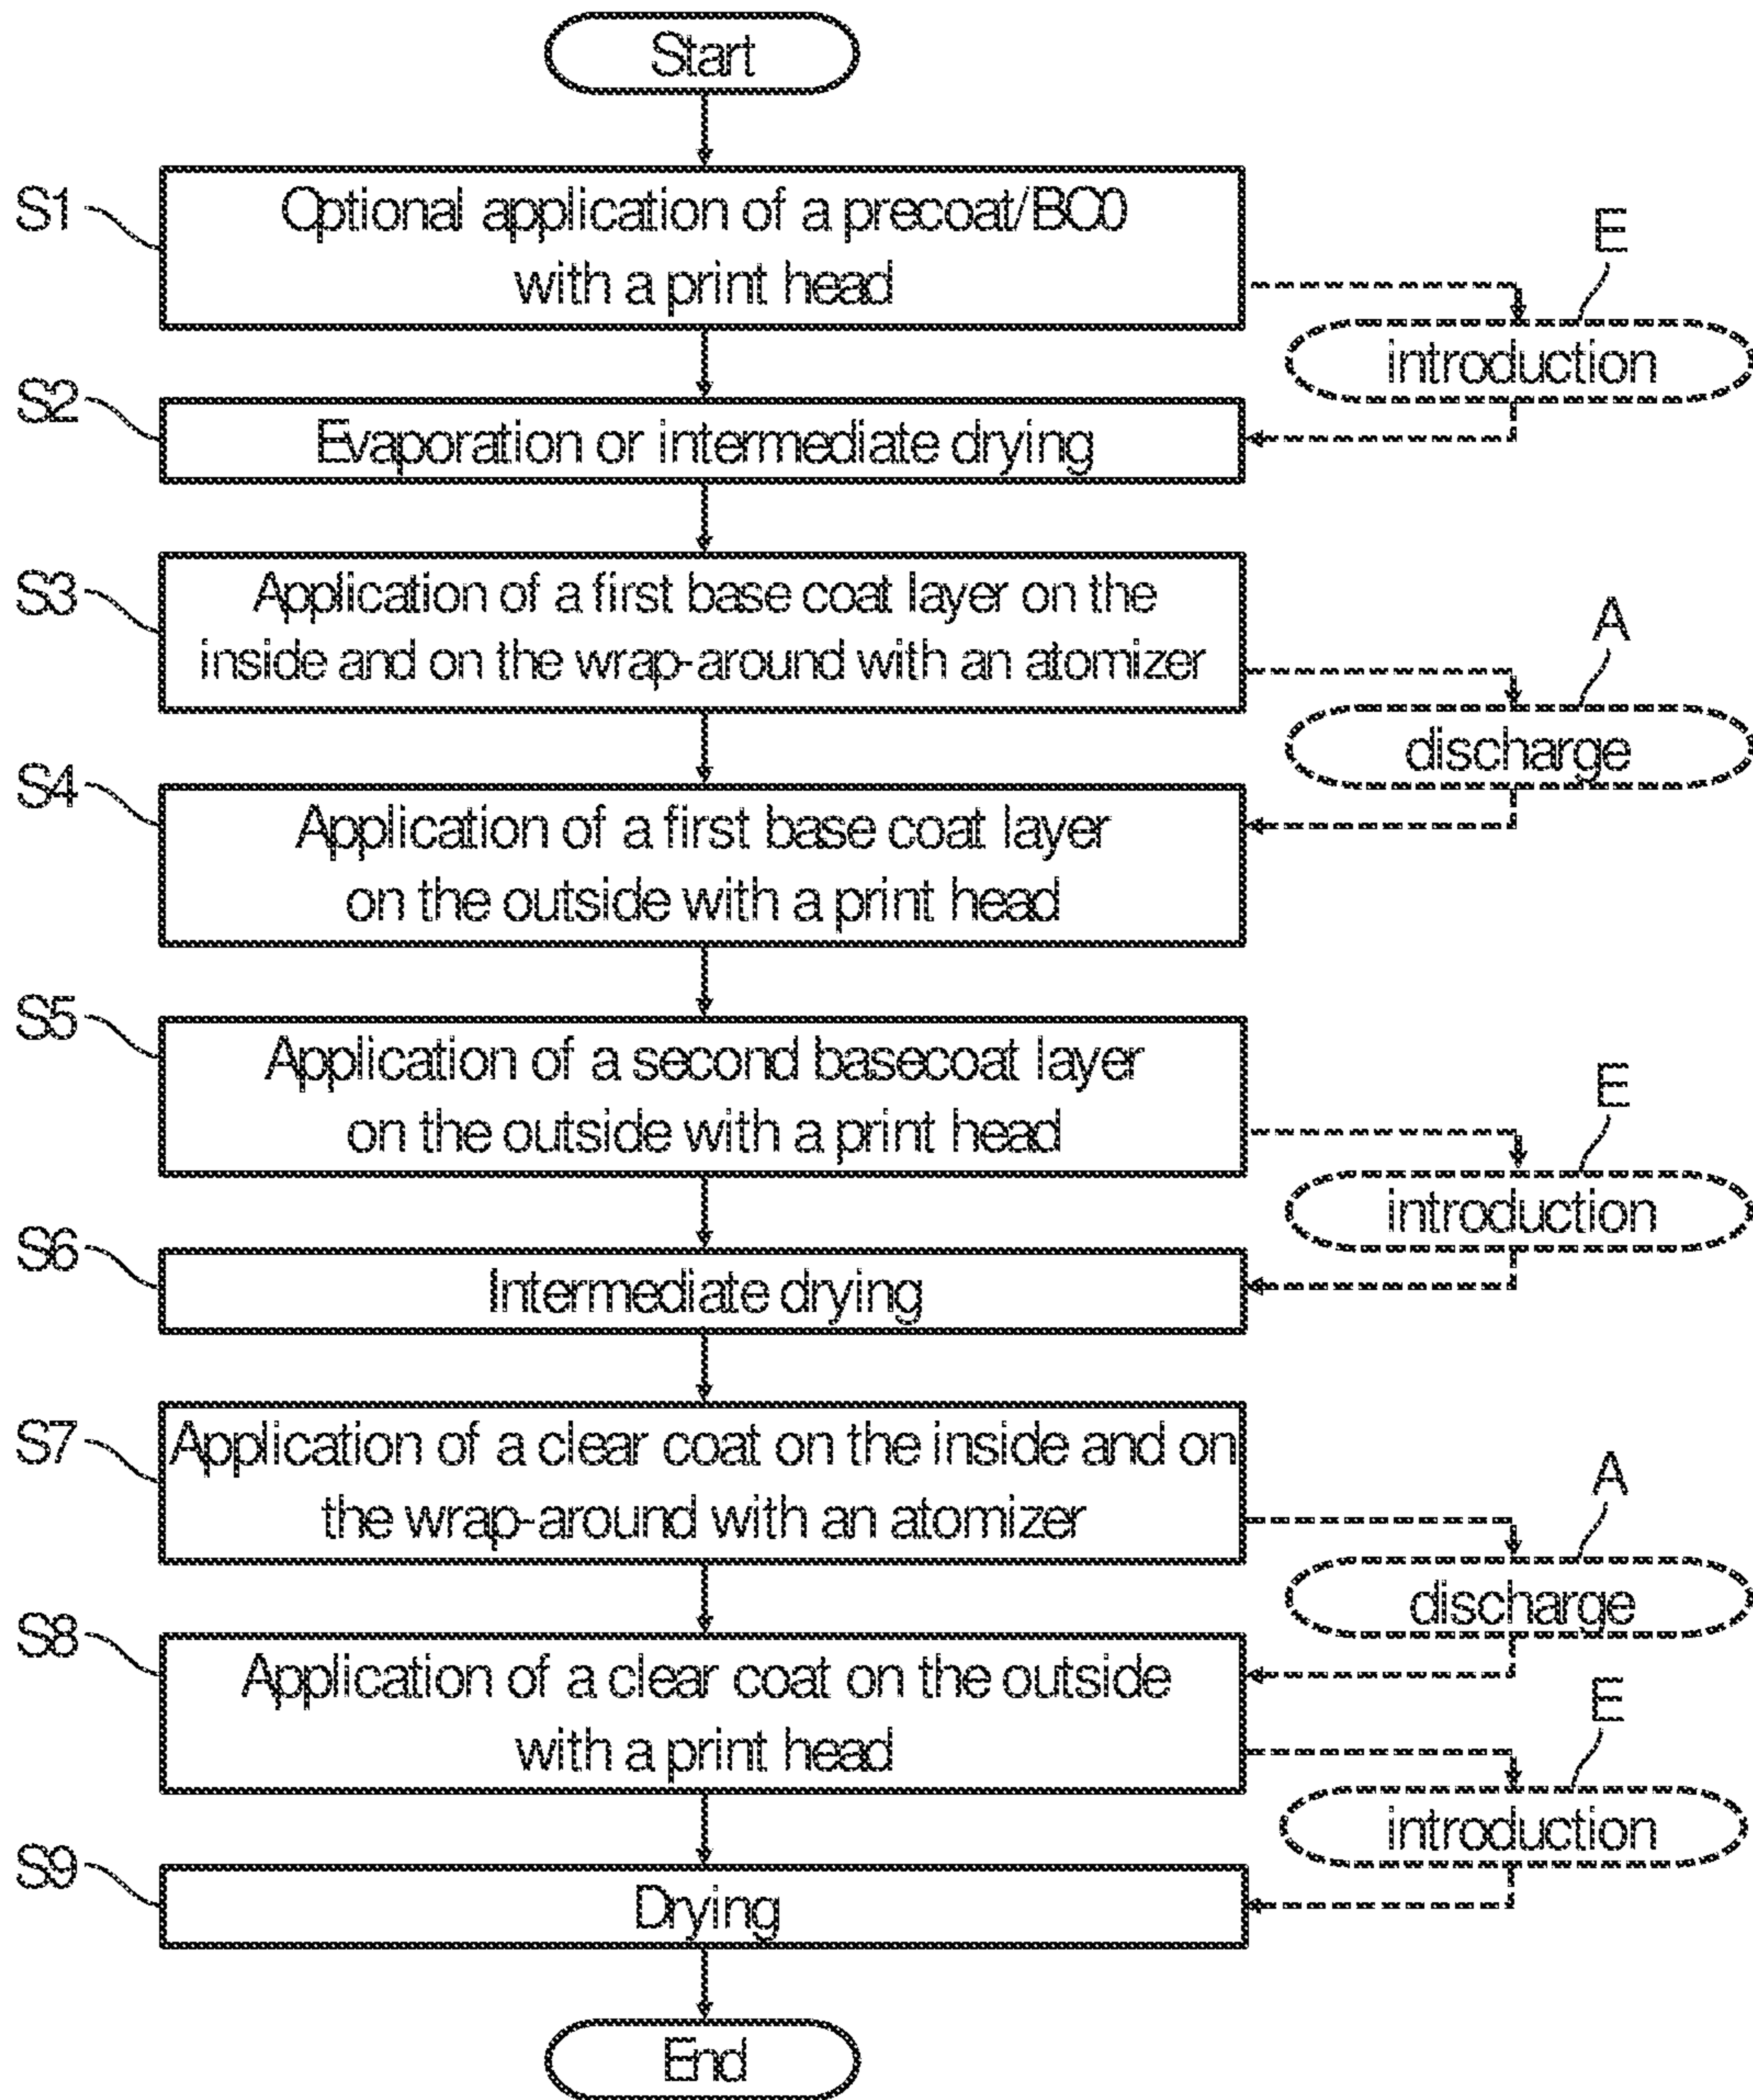 Start
S1
Optional application of a precoat/BC0
with a print head
E
introduction
S2
Evaporation or intermediate drying
S3
Application of a first base coat layer on the
inside and on the wrap-around with an atomizer
A
discharge
S4
Application of a first base coat layer
on the outside with a print head
S5
Application of a second basecoat layer
on the outside with a print head
E
introduction
S6
Intermediate drying
S7
Application of a clear coat on the inside and on
the wrap-around with an atomizer
A
discharge
S8
Application of a clear coat on the outside
with a print head
E
introduction
S9
Drying
End